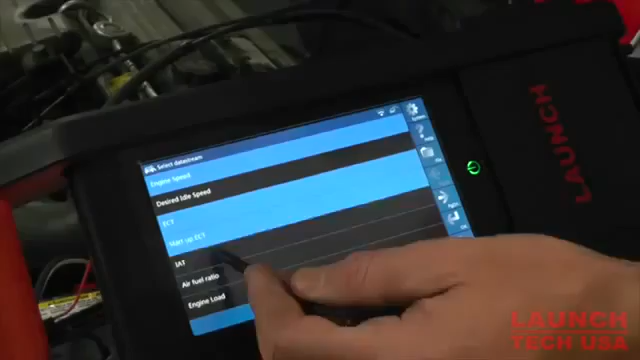 Select datastream
Engine Speed
Desired Idle Speed
ECT
Start up ECT
IAT
Air fuel ratio
Engine Load
Help
LAUNCH
LAUNCH
TECH USA